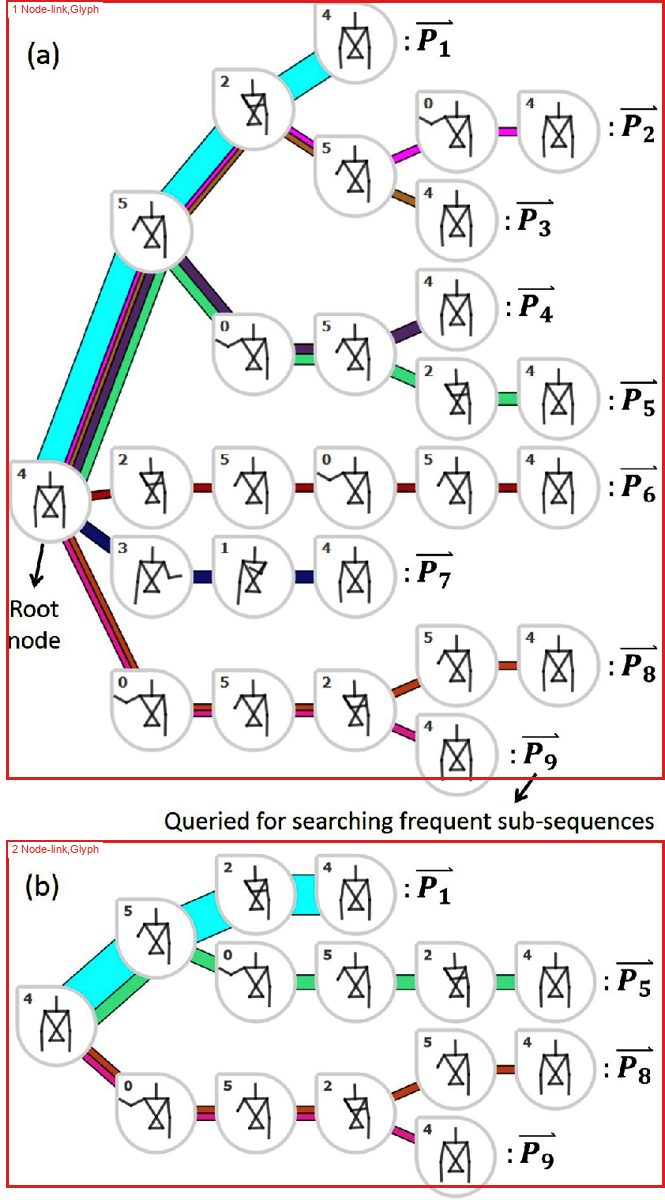 1 Node-link,Glyph
(a)
4 : P1
2
0 4 : P2
5
4 : P3
5
4 : P4
0 5
2 4 : P5
4 2 5 0 5 4 : P6
3 1 4 : P7
Root
node
5 4 : P8
0 5 2
4 : P9
Queried for searching frequent sub-sequences
2 Node-link,Glyph
(b)
2 4 : P1
5
0 5 2 4 : P5
4
5 4 : P8
0 5 2
4 : P9